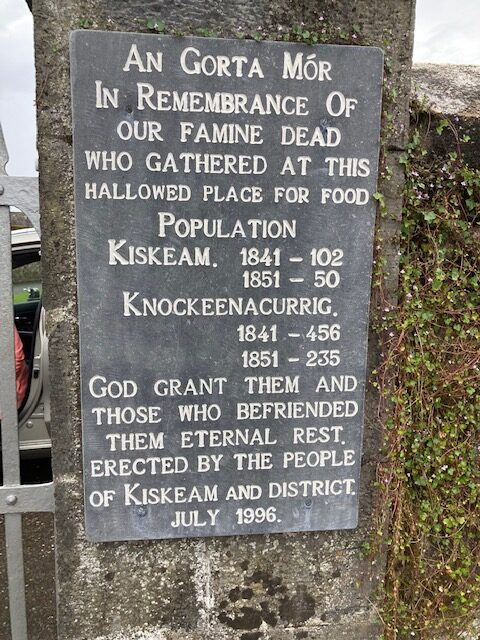 An Gorta Mór
In Remembrance Of
our famine dead
who gathered at this
hallowed place for food
Population
Kiskeam. 1841 – 102
1851 – 50
Knockeenacurrig.
1841 – 456
1851 – 235
God grant them and
those who befriended
them eternal rest.
erected by the people
of Kiskeam and district.
July 1996.